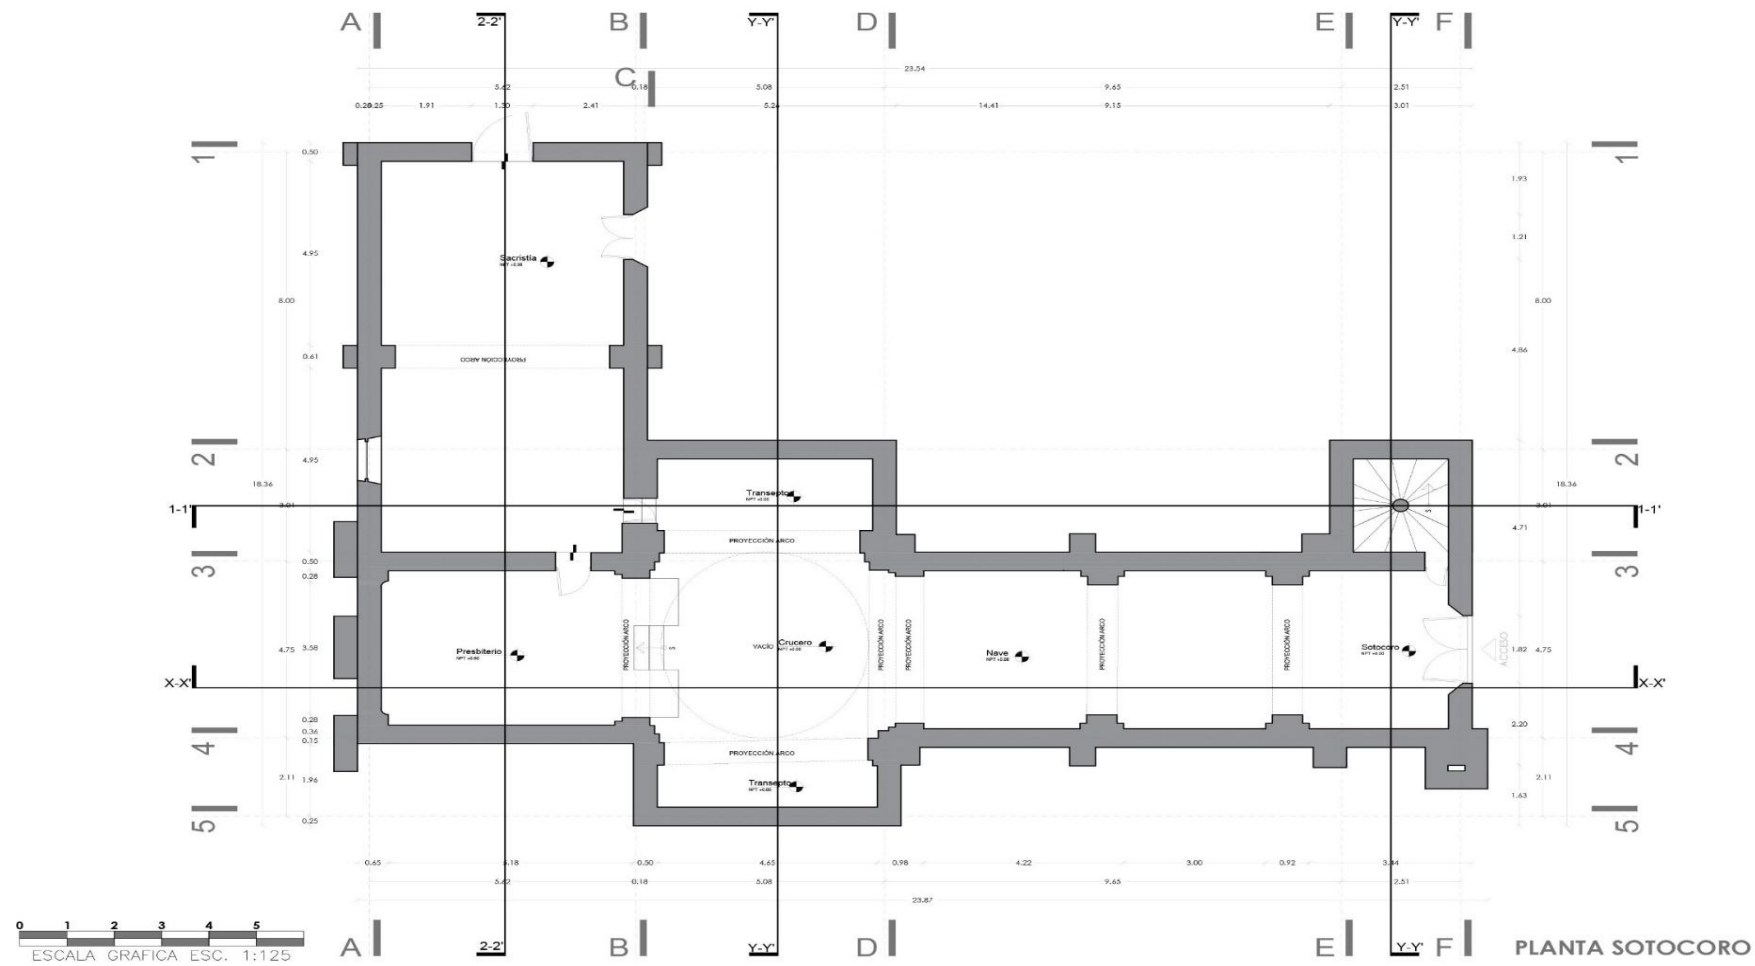 A 2-2' B Y-Y' D E Y-Y' F
C
23.54
5.62 0.18 5.08 9.65 2.51
0.25 1.91 1.30 2.41 5.26 14.41 9.15 3.01
1 0.50 1
1.93
4.95 1.21
Sacristía
8.00 8.00
0.61 PROYECCIÓN ARCO 4.86
2 4.95 2
18.36 18.36
Transepto
1-1' 3.01 S 3.01 1-1'
4.71
PROYECCIÓN ARCO
3 0.50 3
0.28
PROYECCIÓN ARCO
PROYECCIÓN ARCO
PROYECCIÓN ARCO
PROYECCIÓN ARCO
PROYECCIÓN ARCO
4.75 3.58 Presbiterio S VACÍO Crucero Nave Sotocoro ACCESO 1.82 4.75
X-X' X-X'
0.28 2.20
0.36
0.15
4 PROYECCIÓN ARCO 4
2.11 1.96 Transepto 2.11
1.63
5 0.25 5
0.65 5.18 0.50 4.65 0.98 4.22 3.00 0.92
5.62 0.18 5.08 9.65 2.51
23.87
0 1 2 3 4 5
ESCALA GRAFICA ESC. 1:125
A 2-2' B Y-Y' D E Y-Y' F
PLANTA SOTOCORO